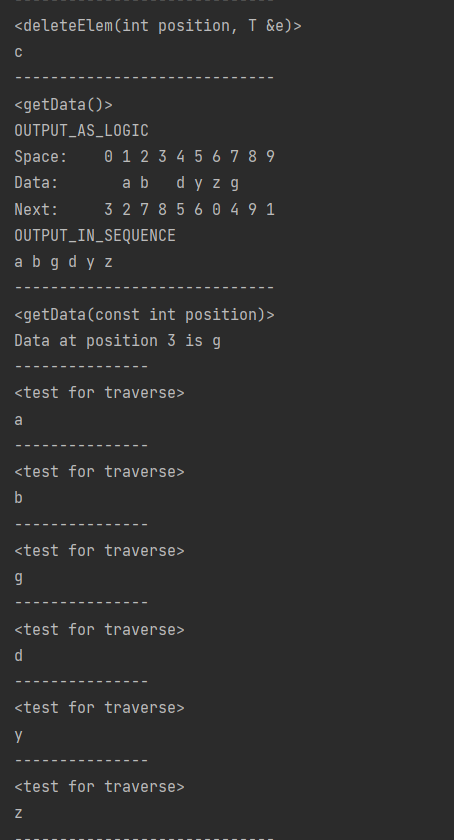 -----------------------------
<deleteElem(int position, T &e)>
c
-----------------------------
<getData()>
OUTPUT_AS_LOGIC
Space:    0 1 2 3 4 5 6 7 8 9
Data:       a b   d y z g
Next:     3 2 7 8 5 6 0 4 9 1
OUTPUT_IN_SEQUENCE
a b g d y z
-----------------------------
<getData(const int position)>
Data at position 3 is g
---------------
<test for traverse>
a
---------------
<test for traverse>
b
---------------
<test for traverse>
g
---------------
<test for traverse>
d
---------------
<test for traverse>
y
---------------
<test for traverse>
z
-----------------------------